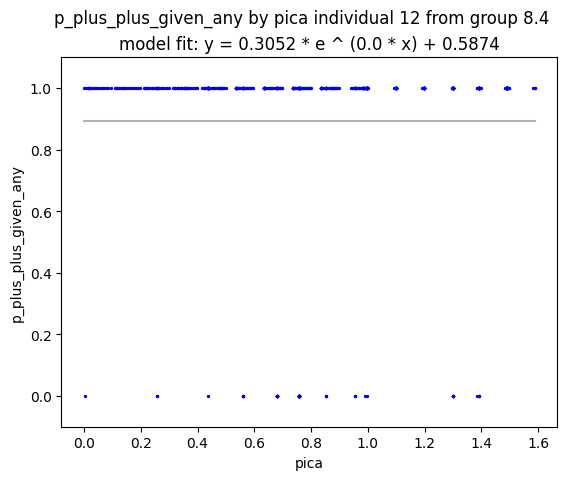 p_plus_plus_given_any by pica individual 12 from group 8.4
model fit: y = 0.3052 * e ^ (0.0 * x) + 0.5874
1.0
0.8
0.6
0.4
0.2
0.0
p_plus_plus_given_any
0.0 0.2 0.4 0.6 0.8 1.0 1.2 1.4 1.6
pica